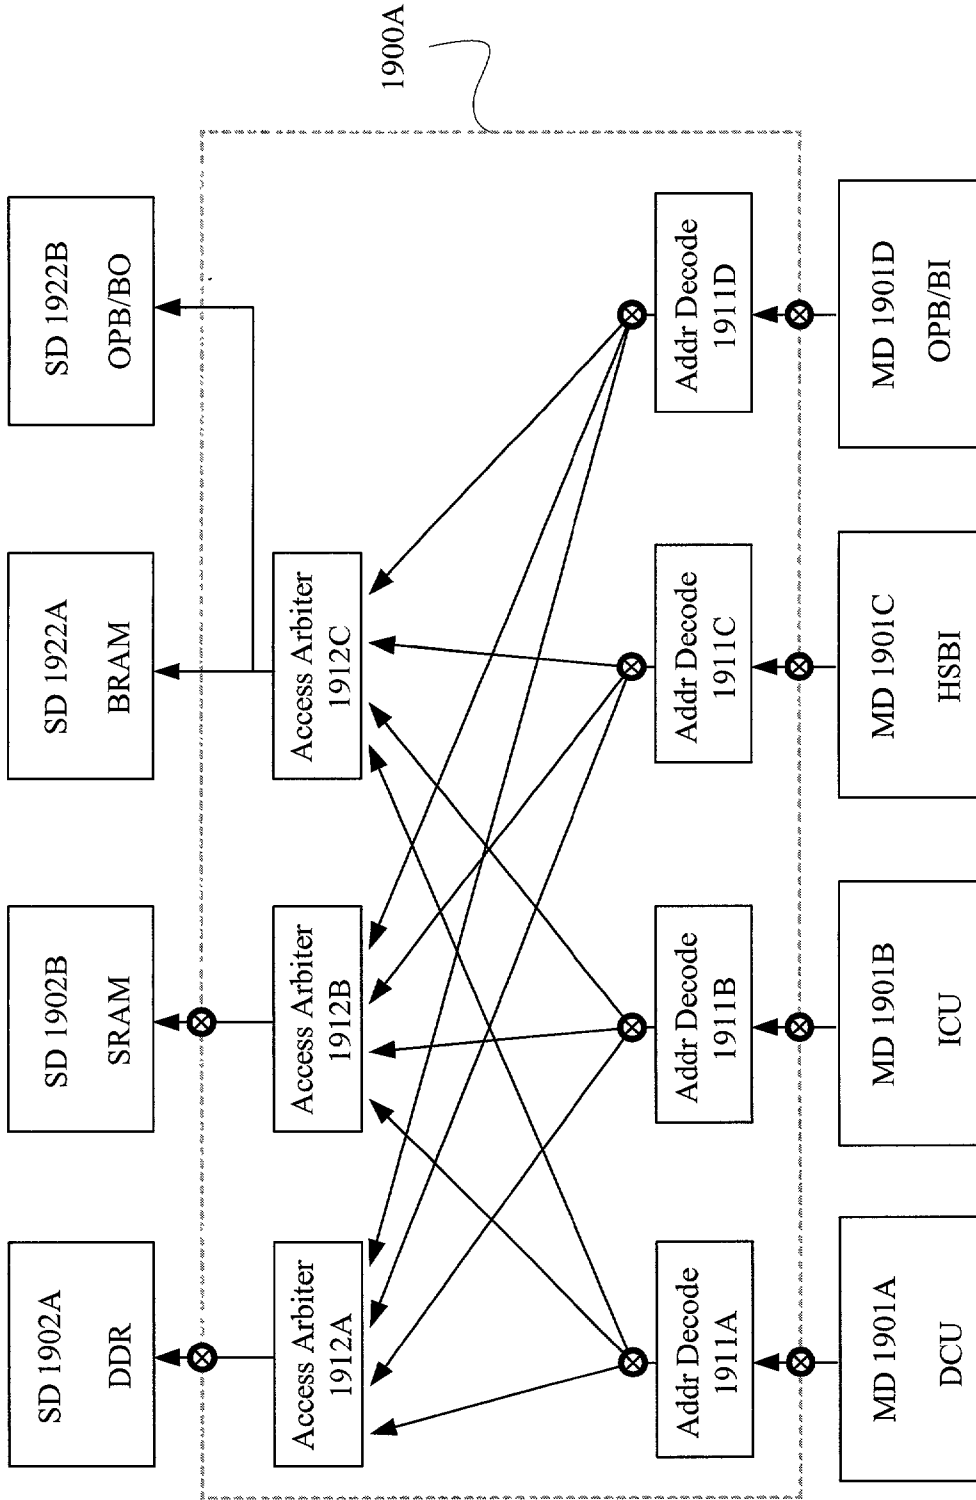 1900A
SD 1902A
DDR
SD 1902B
SRAM
SD 1922A
BRAM
SD 1922B
OPB/BO
Access Arbiter
1912A
Access Arbiter
1912B
Access Arbiter
1912C
Addr Decode
1911A
Addr Decode
1911B
Addr Decode
1911C
Addr Decode
1911D
MD 1901A
DCU
MD 1901B
ICU
MD 1901C
HSBI
MD 1901D
OPB/BI